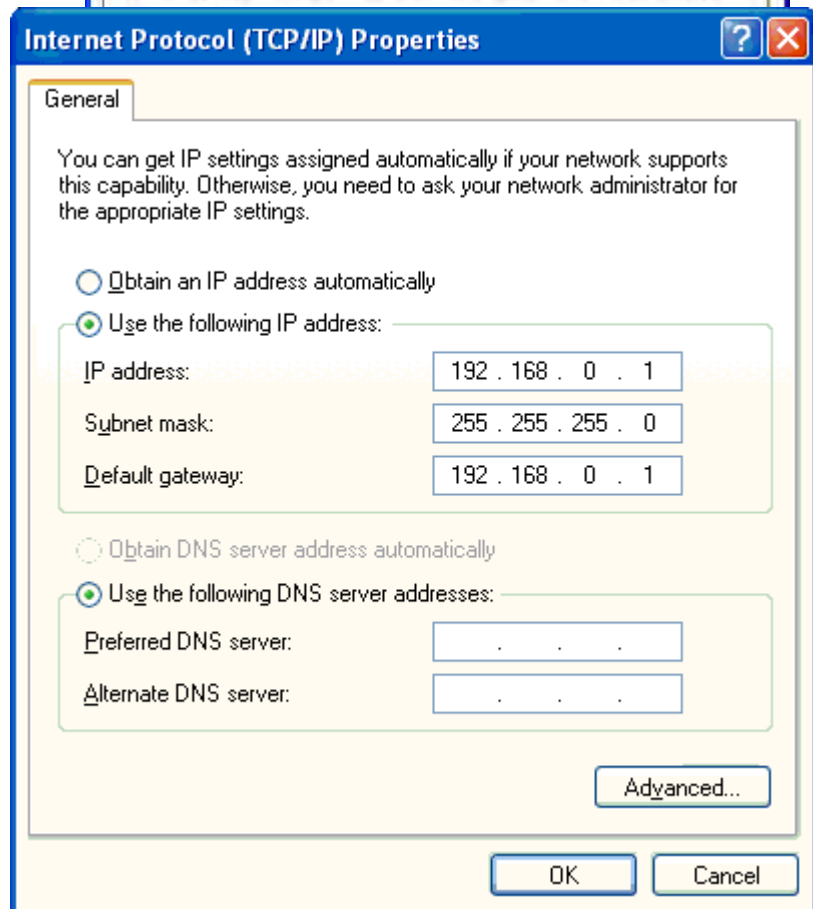 Internet Protocol (TCP/IP) Properties
General
You can get IP settings assigned automatically if your network supports
this capability. Otherwise, you need to ask your network administrator for
the appropriate IP settings.
Obtain an IP address automatically
Use the following IP address:
IP address: 192 . 168 . 0 . 1
Subnet mask: 255 . 255 . 255 . 0
Default gateway: 192 . 168 . 0 . 1
Obtain DNS server address automatically
Use the following DNS server addresses:
Preferred DNS server: . . .
Alternate DNS server: . . .
Advanced...
OK Cancel